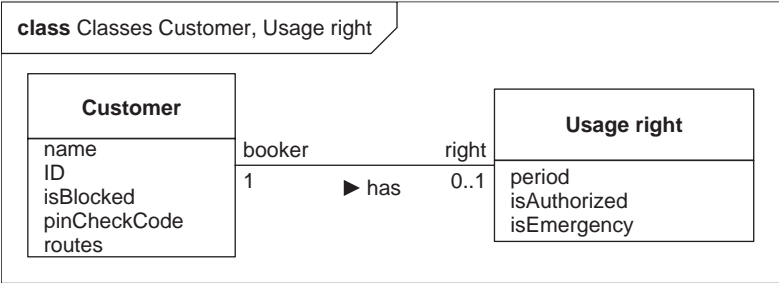 class Classes Customer, Usage right
Customer
name
ID
isBlocked
pinCheckCode
routes
booker
right
1
▶ has
0..1
Usage right
period
isAuthorized
isEmergency